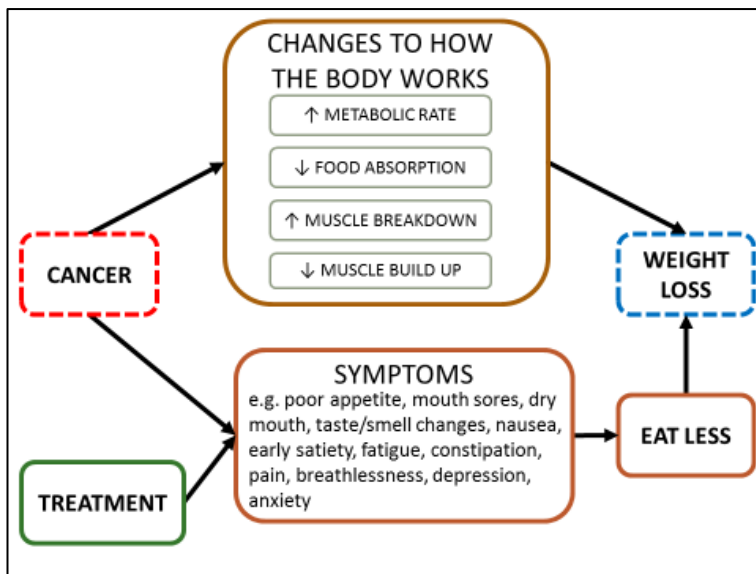 CHANGES TO HOW
THE BODY WORKS
↑ METABOLIC RATE
↓ FOOD ABSORPTION
↑ MUSCLE BREAKDOWN
↓ MUSCLE BUILD UP
CANCER
WEIGHT
LOSS
SYMPTOMS
e.g. poor appetite, mouth sores, dry
mouth, taste/smell changes, nausea,
early satiety, fatigue, constipation,
pain, breathlessness, depression,
anxiety
EAT LESS
TREATMENT